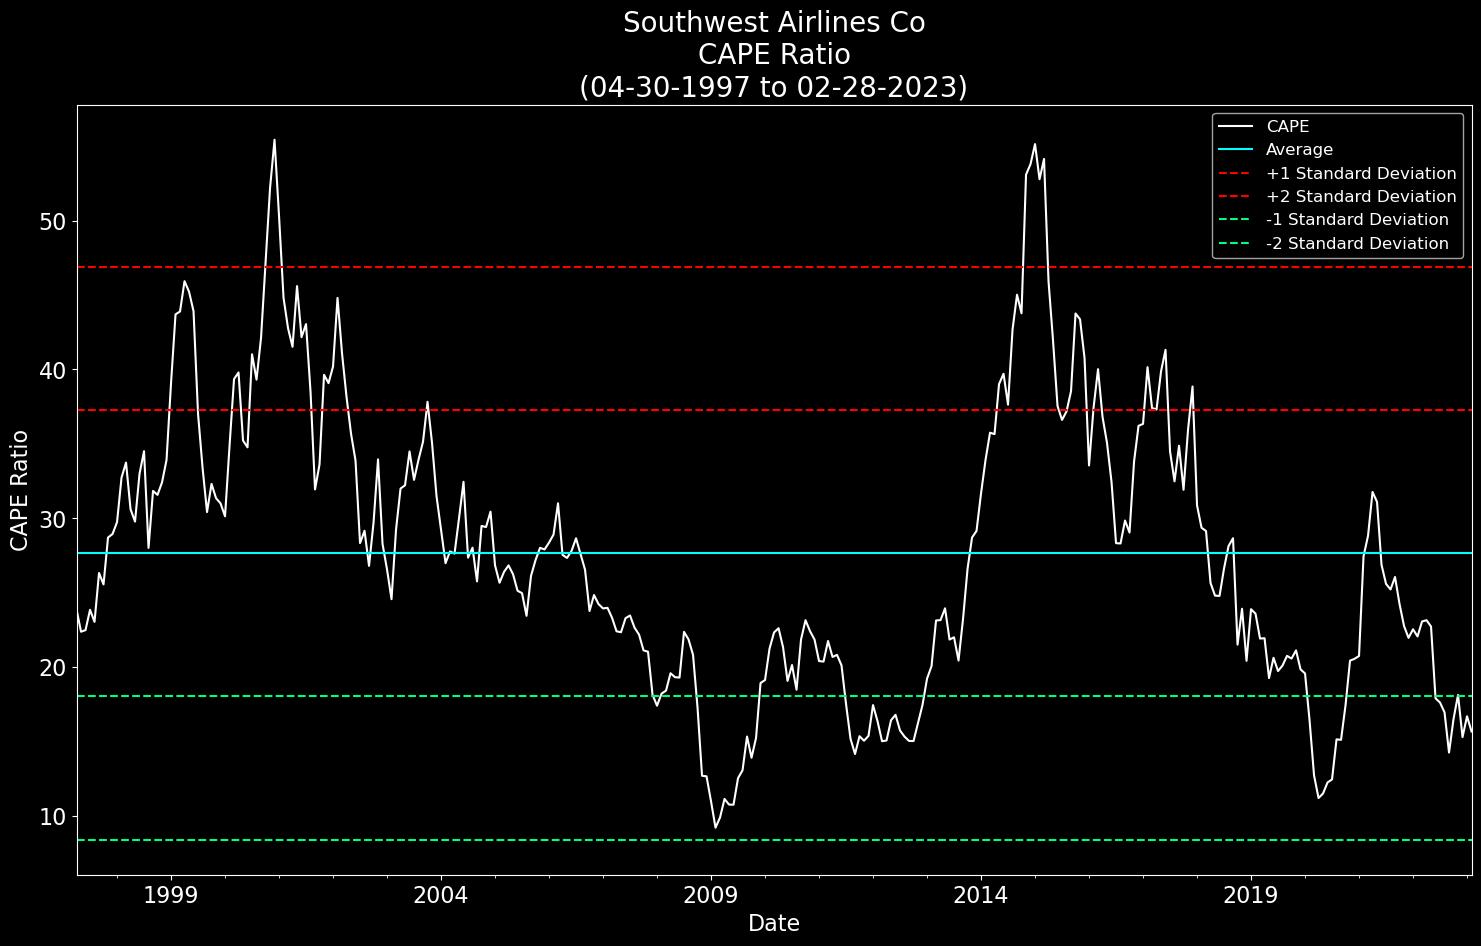 Southwest Airlines Co
CAPE Ratio
(04-30-1997 to 02-28-2023)
CAPE
Average
+1 Standard Deviation
+2 Standard Deviation
-1 Standard Deviation
-2 Standard Deviation
CAPE Ratio
50
40
30
20
10
1999 2004 2009 2014 2019
Date